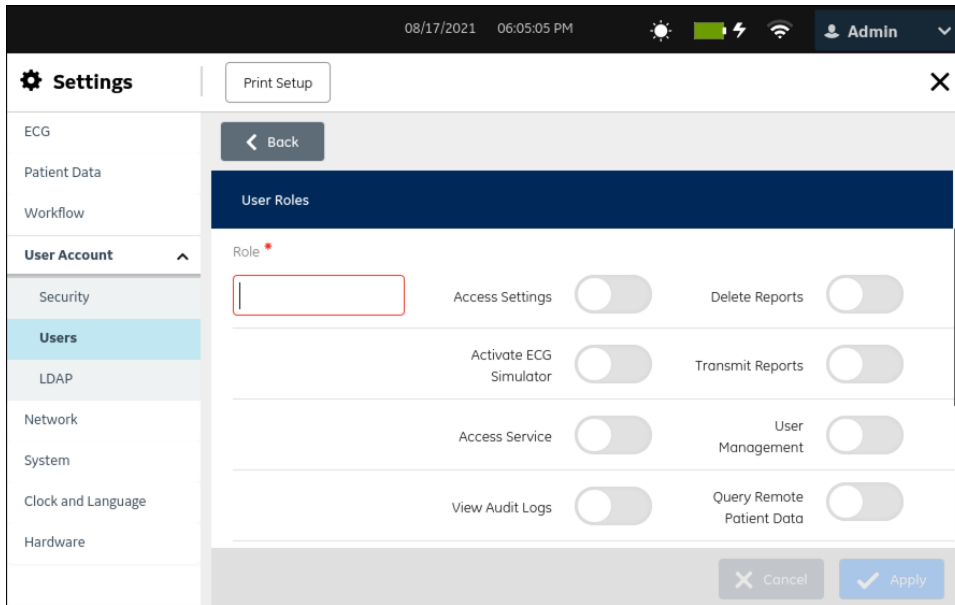 08/17/2021 06:05:05 PM Admin
Settings
Print Setup
ECG
Patient Data
Workflow
User Account
Security
Users
LDAP
Network
System
Clock and Language
Hardware
Back
User Roles
Role *
Access Settings
Delete Reports
Activate ECG
Simulator
Transmit Reports
Access Service
User
Management
View Audit Logs
Query Remote
Patient Data
Cancel
Apply